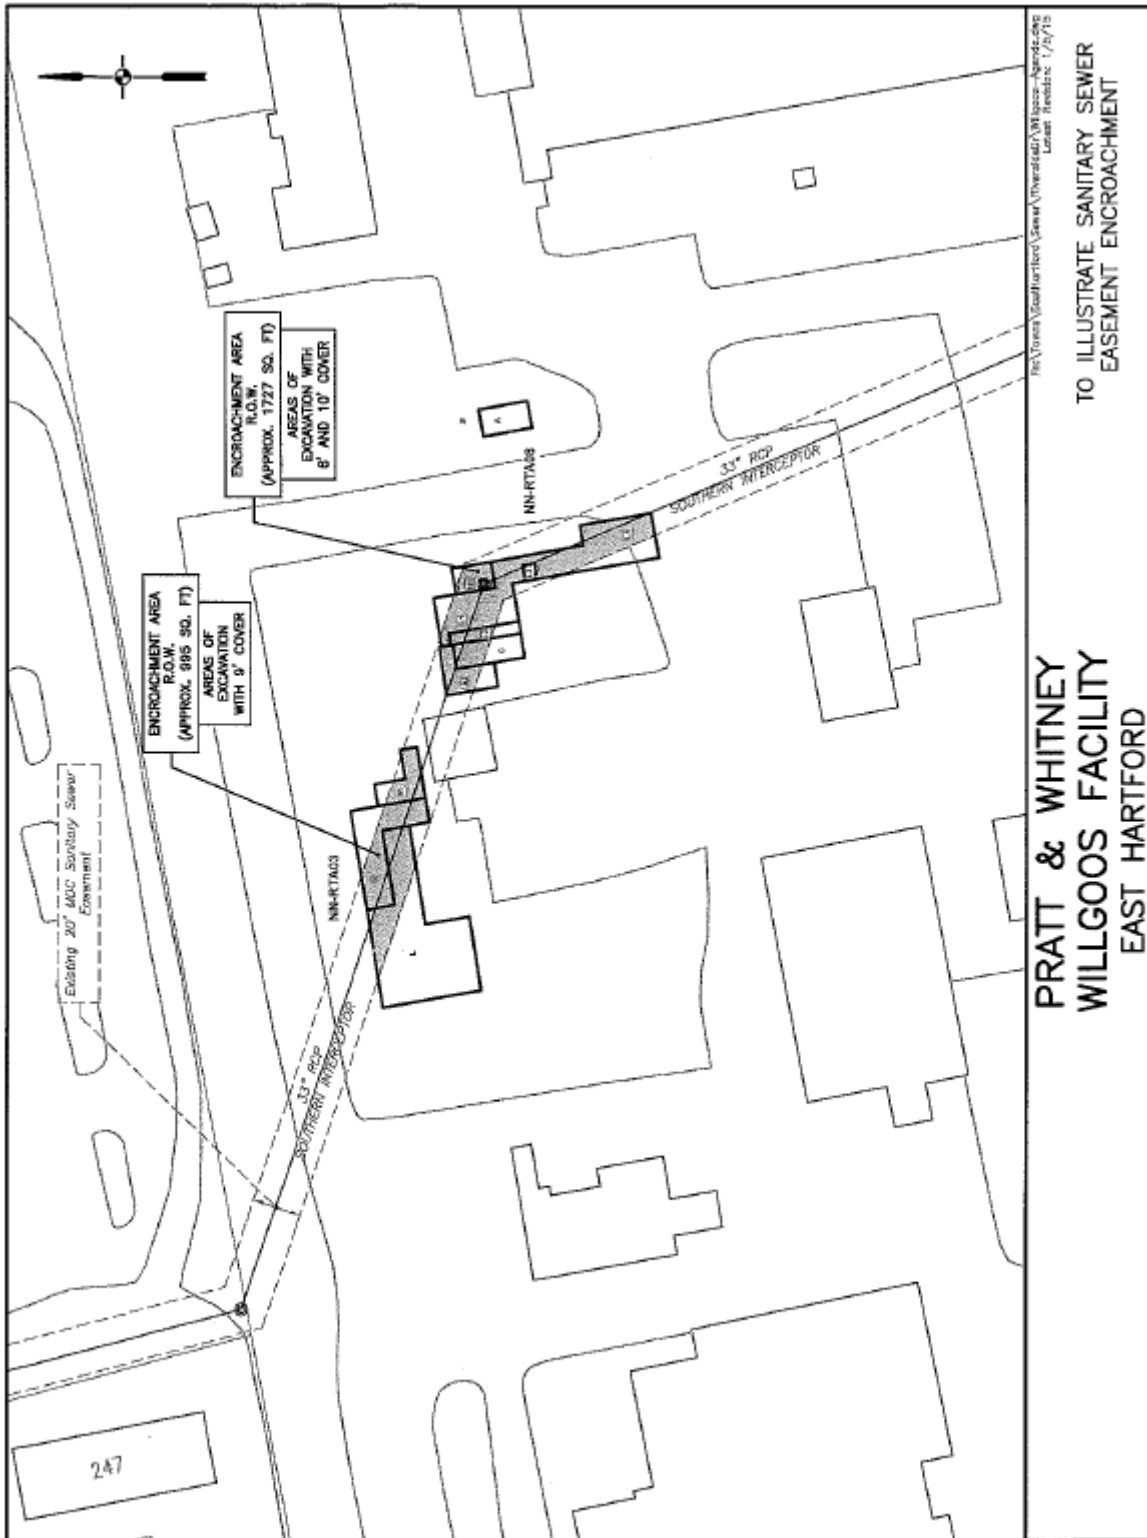 ENCROACHMENT AREA
R.O.W.
(APPROX. 995 SQ. FT)
AREAS OF
EXCAVATION
WITH 9' COVER
ENCROACHMENT AREA
R.O.W.
(APPROX. 1727 SQ. FT)
AREAS OF
EXCAVATION WITH
8' AND 10' COVER
Existing 20' MDC Sanitary Sewer
Easement
NN-RTA03
NN-RTA08
33" RCP
SOUTHERN INTERCEPTOR
33" RCP
SOUTHERN INTERCEPTOR
247
L
A
PRATT & WHITNEY
WILLGOOS FACILITY
EAST HARTFORD
TO ILLUSTRATE SANITARY SEWER
EASEMENT ENCROACHMENT